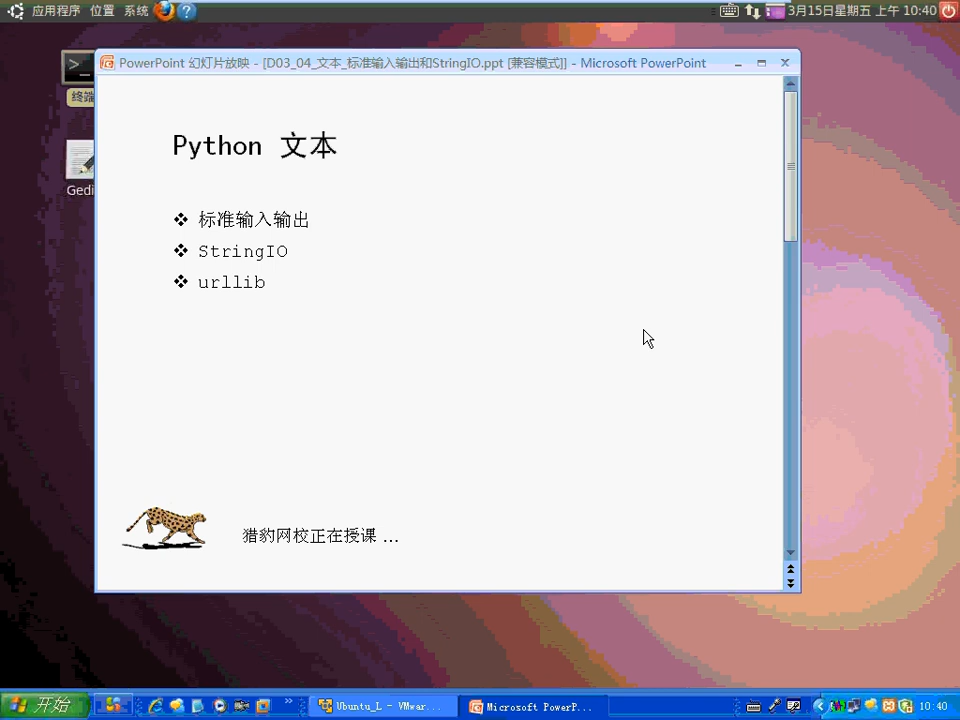 应用程序 位置 系统
3月15日星期五 上午 10:40
终端
PowerPoint 幻灯片放映 - [D03_04_文本_标准输入输出和StringIO.ppt [兼容模式]] - Microsoft PowerPoint
Gedi
Python 文本
标准输入输出
StringIO
urllib
猎豹网校正在授课 ...
开始
Ubuntu_L - VMwar...
Microsoft PowerP...
10:40